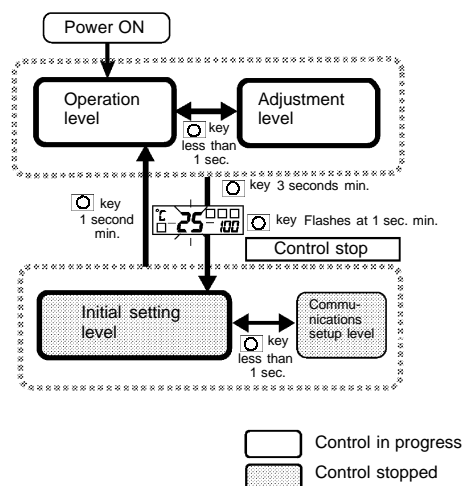 Power ON
Operation
level
Adjustment
level
key
less than
1 sec.
key 3 seconds min.
key
1 second
min.
°C
25
100
key Flashes at 1 sec. min.
Control stop
Initial setting
level
Commu-
nications
setup level
key
less than
1 sec.
Control in progress
Control stopped